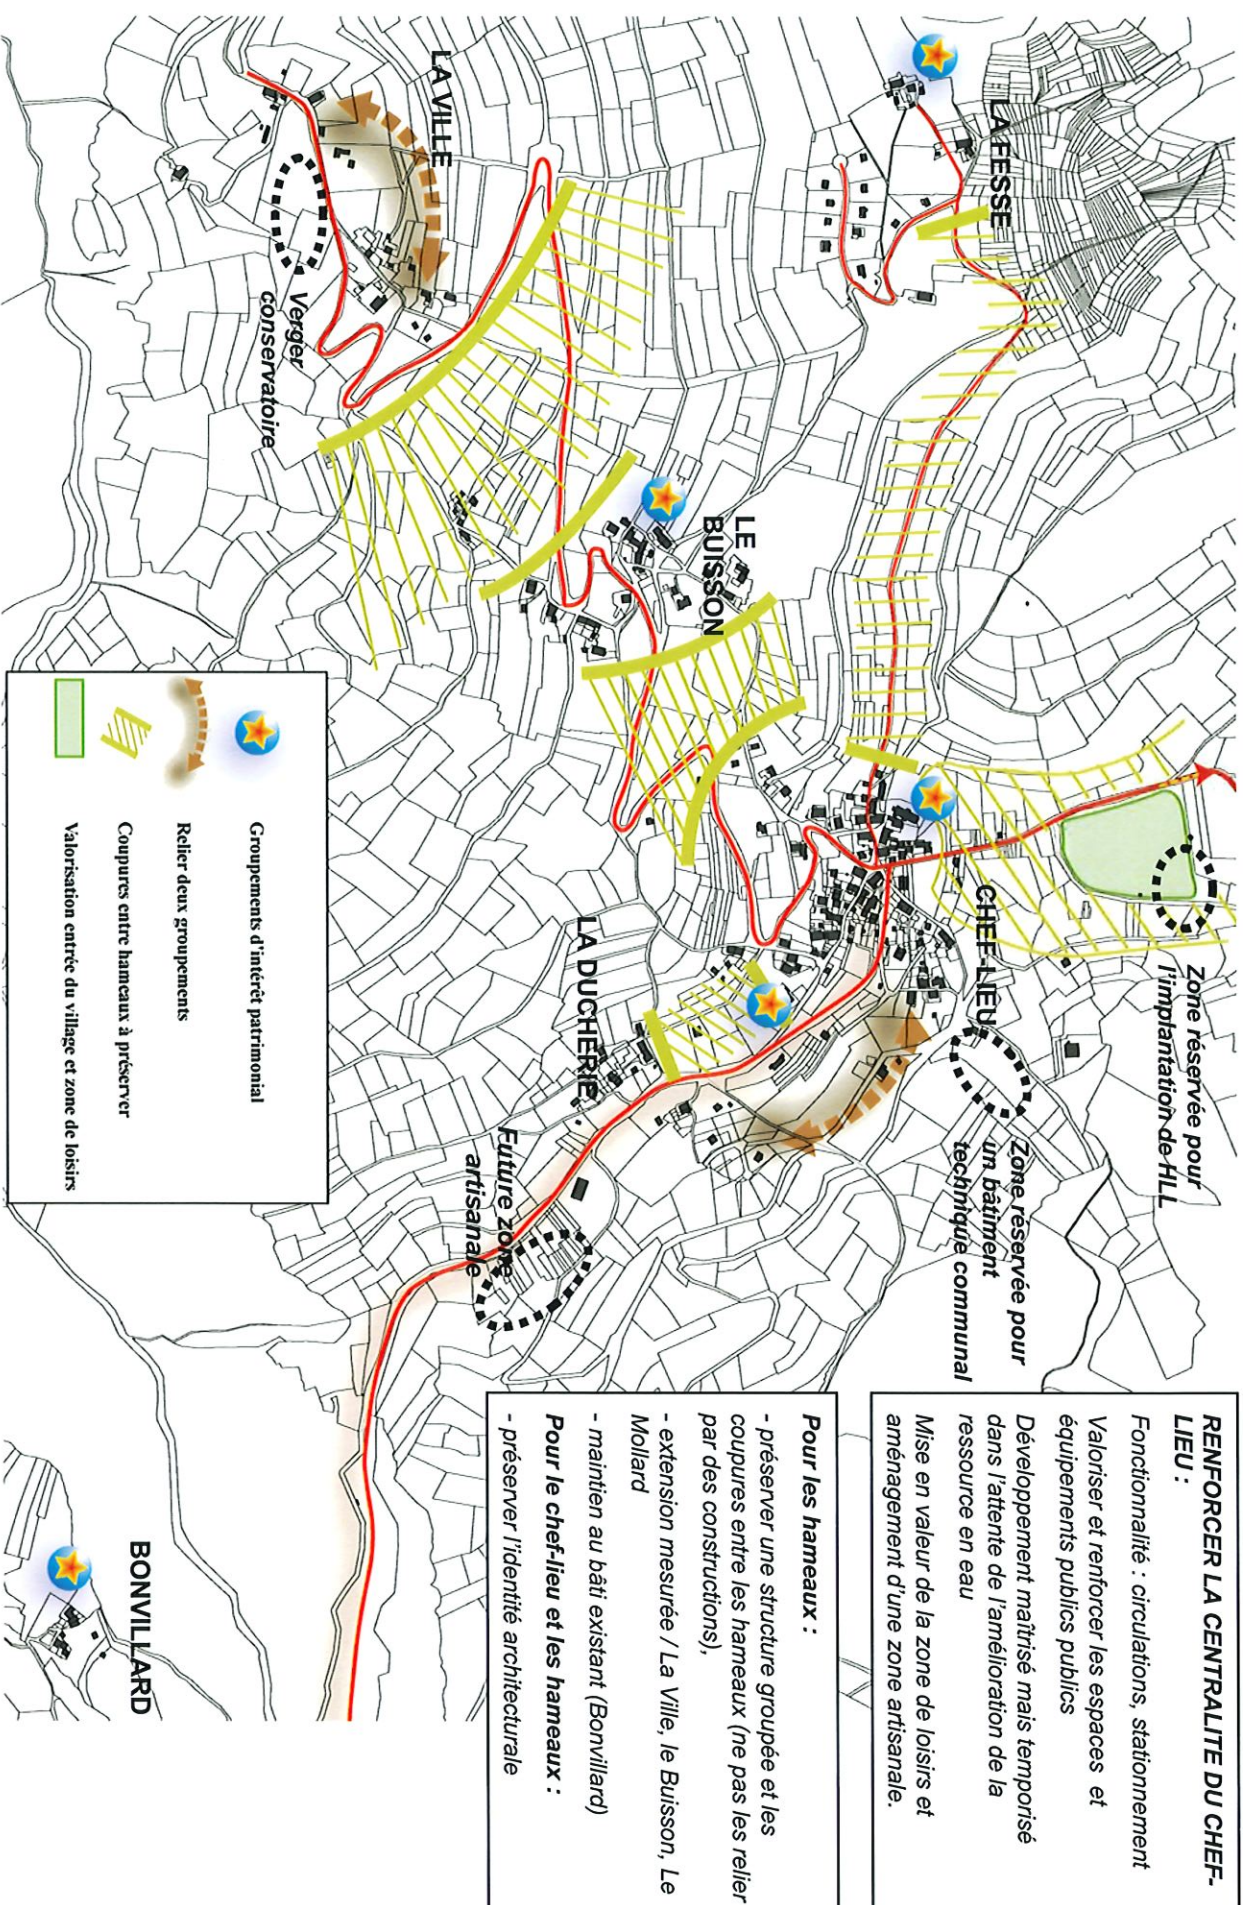 LA FESSE
LA VILLE
Verger
conservatoire
LE
BUISSON
CHEF-LIEU
LA DUCHERIE
Zone réservée pour
l'implantation de HLL
Zone réservée pour
un bâtiment
technique communal
Future zone
artisanale
BONVILLARD
RENFORCER LA CENTRALITE DU CHEF-
LIEU :
Fonctionnalité : circulations, stationnement
Valoriser et renforcer les espaces et
équipements publics publics
Développement maîtrisé mais temporisé
dans l'attente de l'amélioration de la
ressource en eau
Mise en valeur de la zone de loisirs et
aménagement d'une zone artisanale.
Pour les hameaux :
- préserver une structure groupée et les
coupures entre les hameaux (ne pas les relier
par des constructions),
- extension mesurée / La Ville, le Buisson, Le
Mollard
- maintien au bâti existant (Bonvillard)
Pour le chef-lieu et les hameaux :
- préserver l'identité architecturale
Groupements d'intérêt patrimonial
Relier deux groupements
Coupures entre hameaux à préserver
Valorisation entrée du village et zone de loisirs